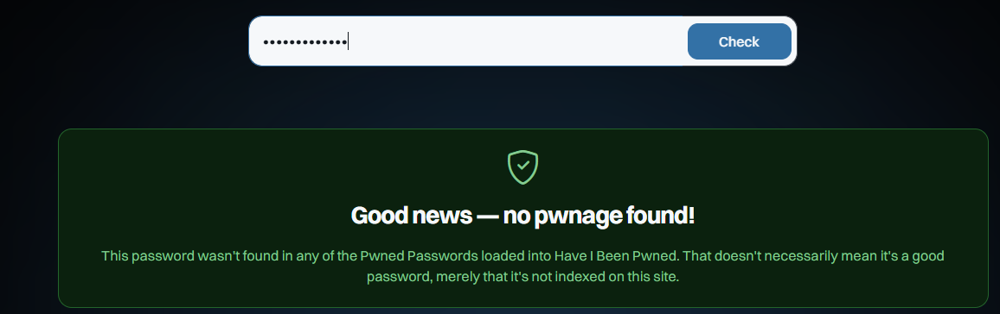 •••••••••••••
Check
Good news — no pwnage found!
This password wasn't found in any of the Pwned Passwords loaded into Have I Been Pwned. That doesn't necessarily mean it's a good
password, merely that it's not indexed on this site.